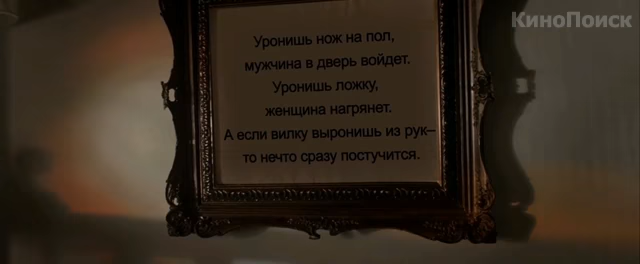 КиноПоиск
Уронишь нож на пол,
мужчина в дверь войдет.
Уронишь ложку,
женщина нагрянет.
А если вилку выронишь из рук–
то нечто сразу постучится.